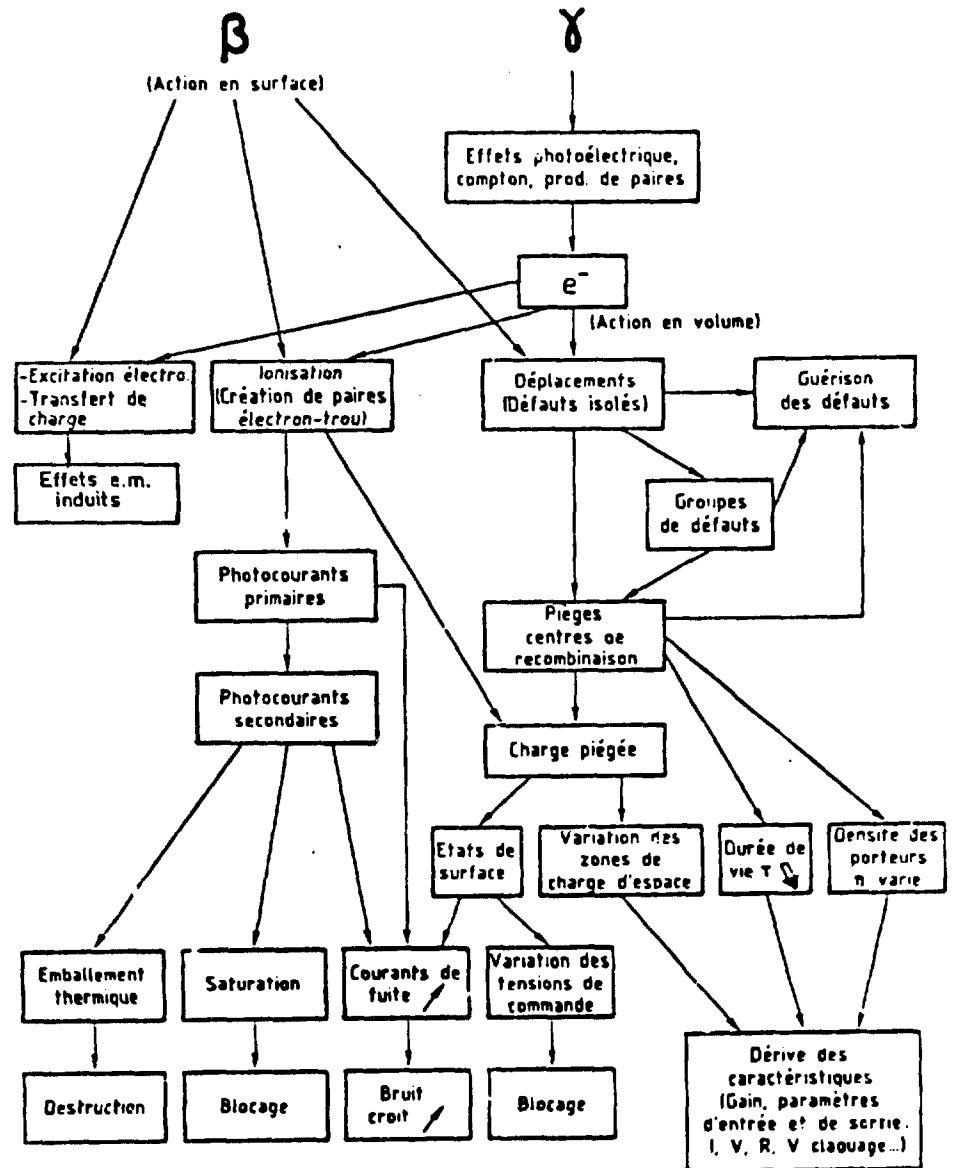 β
γ
(Action en surface)
Effets photoélectrique,
compton, prod. de paires
e⁻
(Action en volume)
-Excitation électro.
-Transfert de
charge
Ionisation
(Création de paires
électron-trou)
Déplacements
(Défauts isolés)
Guérison
des défauts
Effets e.m.
induits
Groupes
de défauts
Photocourants
primaires
Pièges
centres de
recombinaison
Photocourants
secondaires
Charge piégée
Etats de
surface
Variation des
zones de
charge d'espace
Durée de
vie τ ↘
Densité des
porteurs
n varie
Emballement
thermique
Saturation
Courants de
fuite ↗
Variation des
tensions de
commande
Destruction
Blocage
Bruit
croit ↗
Blocage
Dérive des
caractéristiques
(Gain, paramètres
d'entrée et de sortie.
I, V, R, V claquage...)